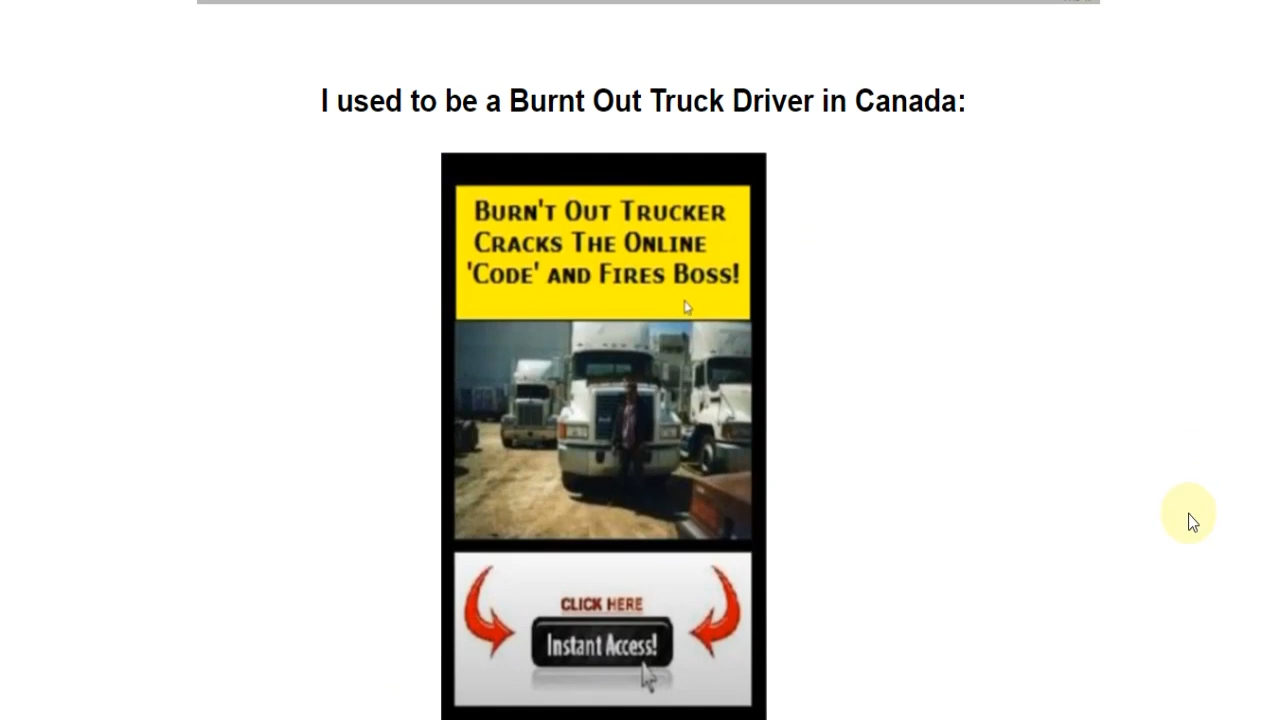 I used to be a Burnt Out Truck Driver in Canada:
BURN'T OUT TRUCKER
CRACKS THE ONLINE
'CODE' AND FIRES BOSS!
CLICK HERE
Instant Access!